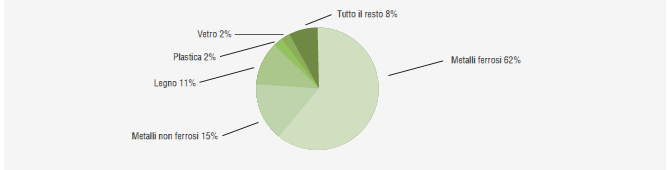 Tutto il resto 8%
Vetro 2%
Plastica 2%
Metalli ferrosi 62%
Legno 11%
Metalli non ferrosi 15%